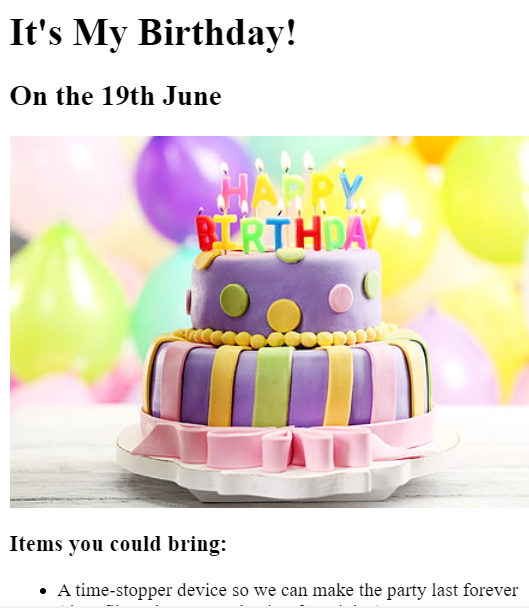 It's My Birthday!
On the 19th June
HAPPY
BIRTHDAY
Items you could bring:
A time-stopper device so we can make the party last forever